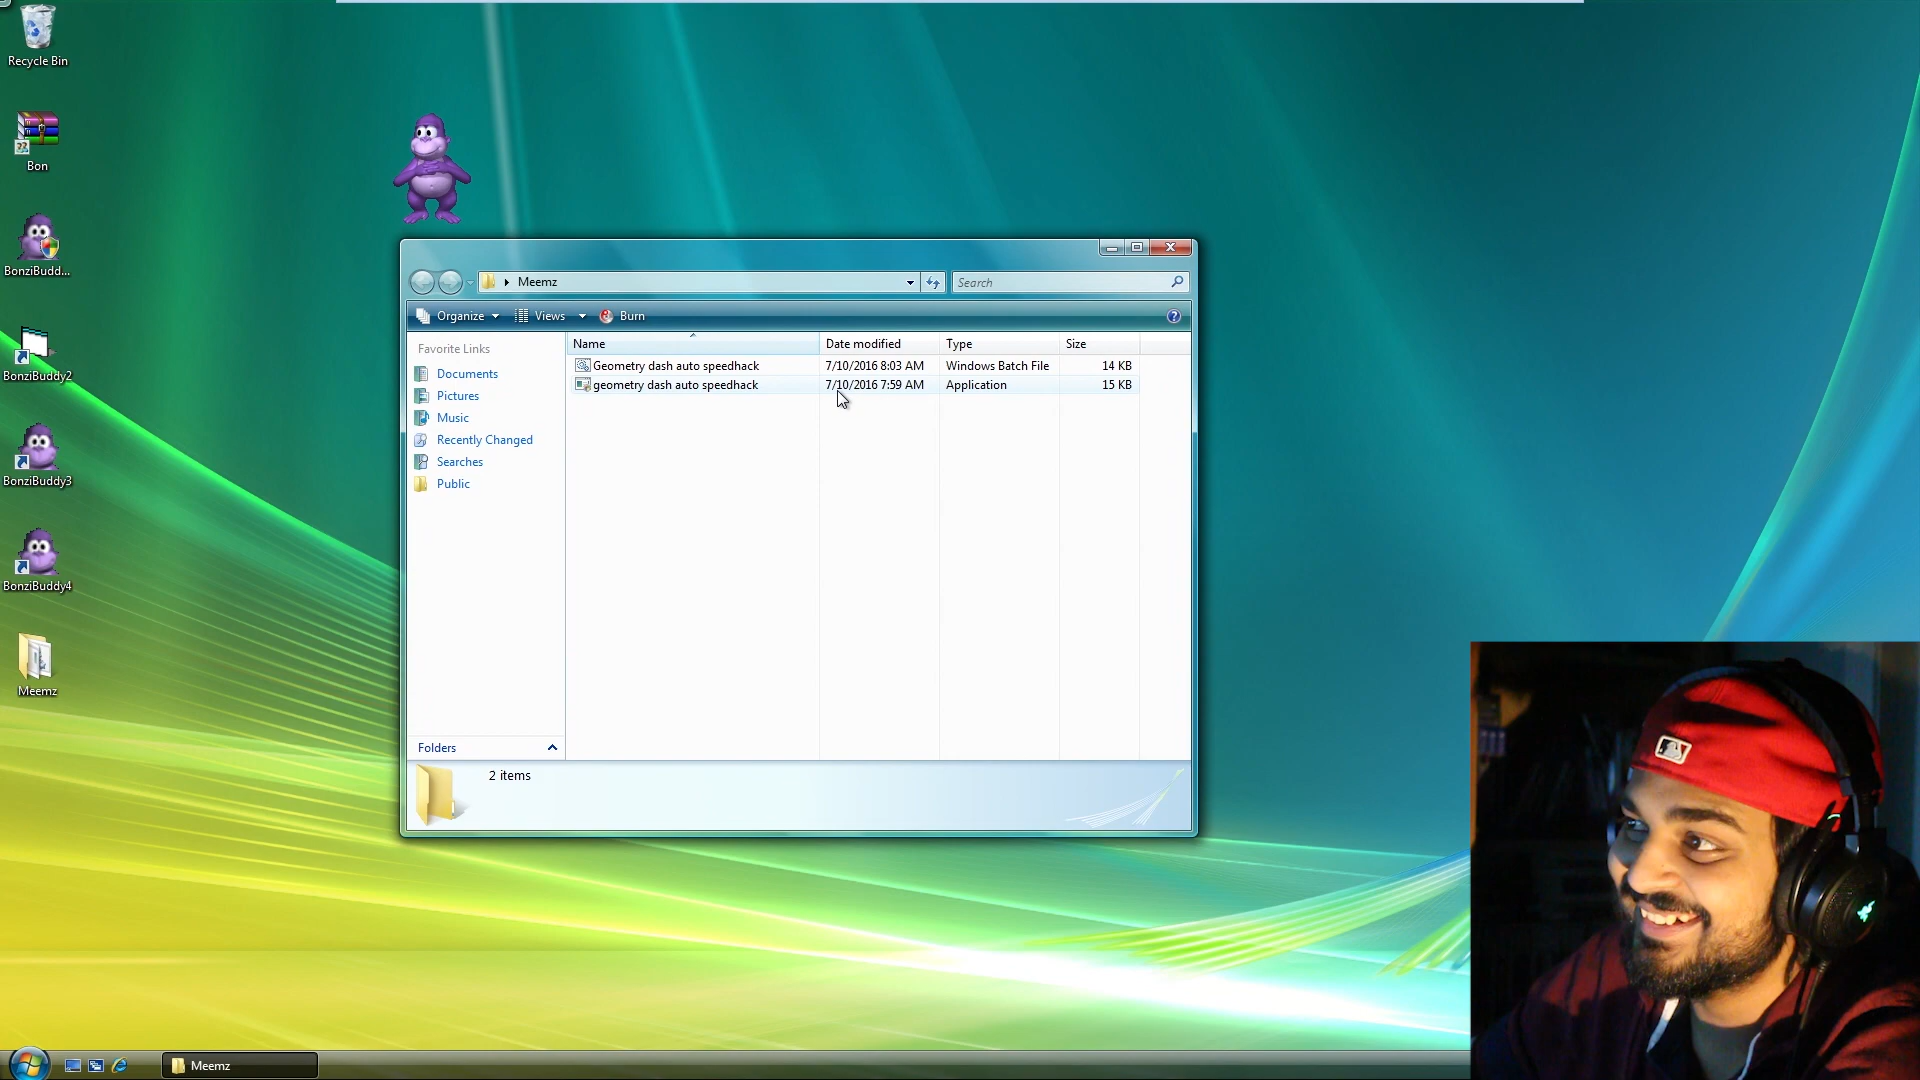 Recycle Bin
Bon
BonziBudd...
BonziBuddy2
BonziBuddy3
BonziBuddy4
Meemz
Meemz
Search
Organize
Views
Burn
Favorite Links
Documents
Pictures
Music
Recently Changed
Searches
Public
Folders
Name Date modified Type Size
Geometry dash auto speedhack 7/10/2016 8:03 AM Windows Batch File 14 KB
geometry dash auto speedhack 7/10/2016 7:59 AM Application 15 KB
2 items
Meemz